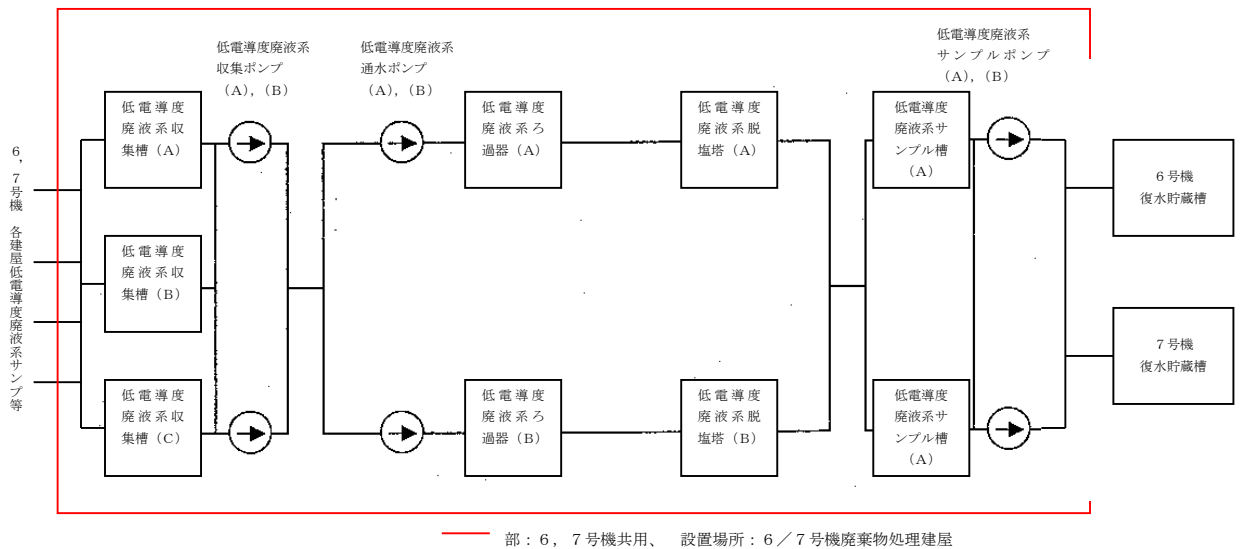 低電導度廃液系
収集ポンプ
（A），（B）
低電導度廃液系
通水ポンプ
（A），（B）
低電導度廃液系
サンプルポンプ
（A），（B）
６，７号機　各建屋低電導度廃液系サンプ等
低電導度
廃液系収
集槽（A）
低電導度
廃液系収
集槽（B）
低電導度
廃液系収
集槽（C）
低電導度
廃液系ろ
過器（A）
低電導度
廃液系ろ
過器（B）
低電導度
廃液系脱
塩塔（A）
低電導度
廃液系脱
塩塔（B）
低電導度
廃液系サ
ンプル槽
（A）
低電導度
廃液系サ
ンプル槽
（A）
６号機
復水貯蔵槽
７号機
復水貯蔵槽
部：６，７号機共用、　設置場所：６／７号機廃棄物処理建屋